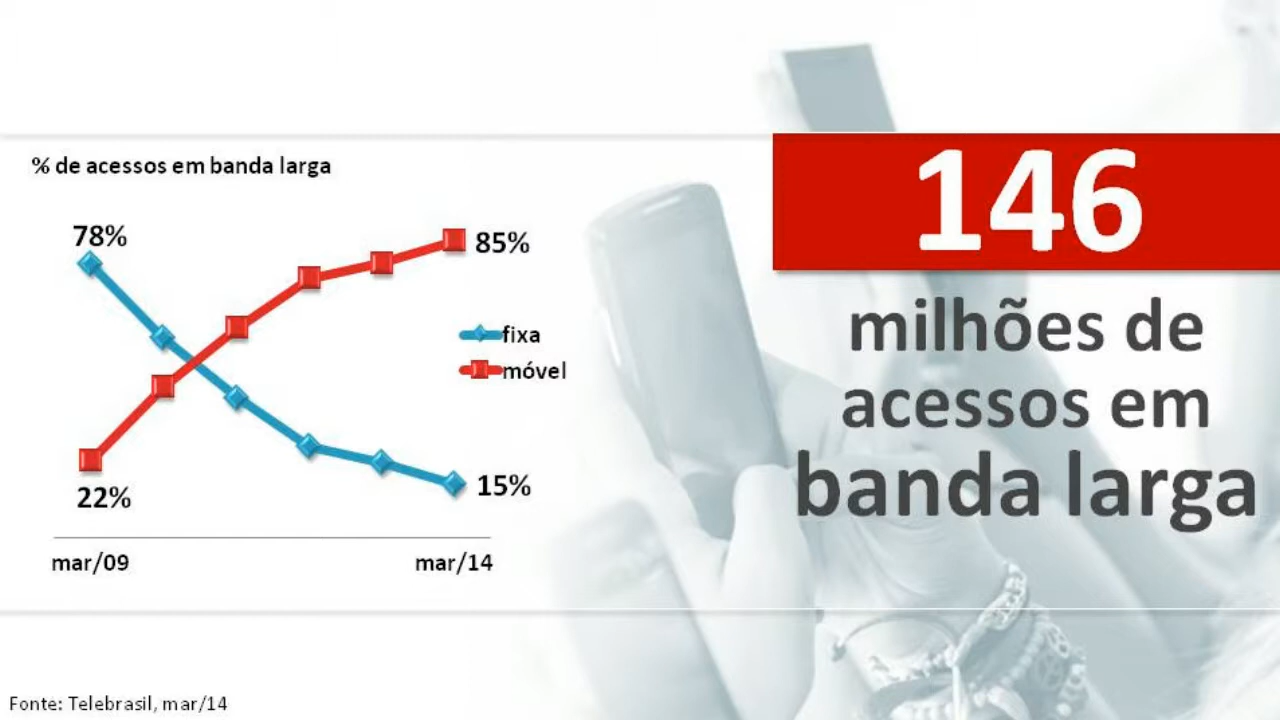 % de acessos em banda larga
78%
85%
fixa
móvel
22%
15%
mar/09
mar/14
146
milhões de
acessos em
banda larga
Fonte: Telebrasil, mar/14